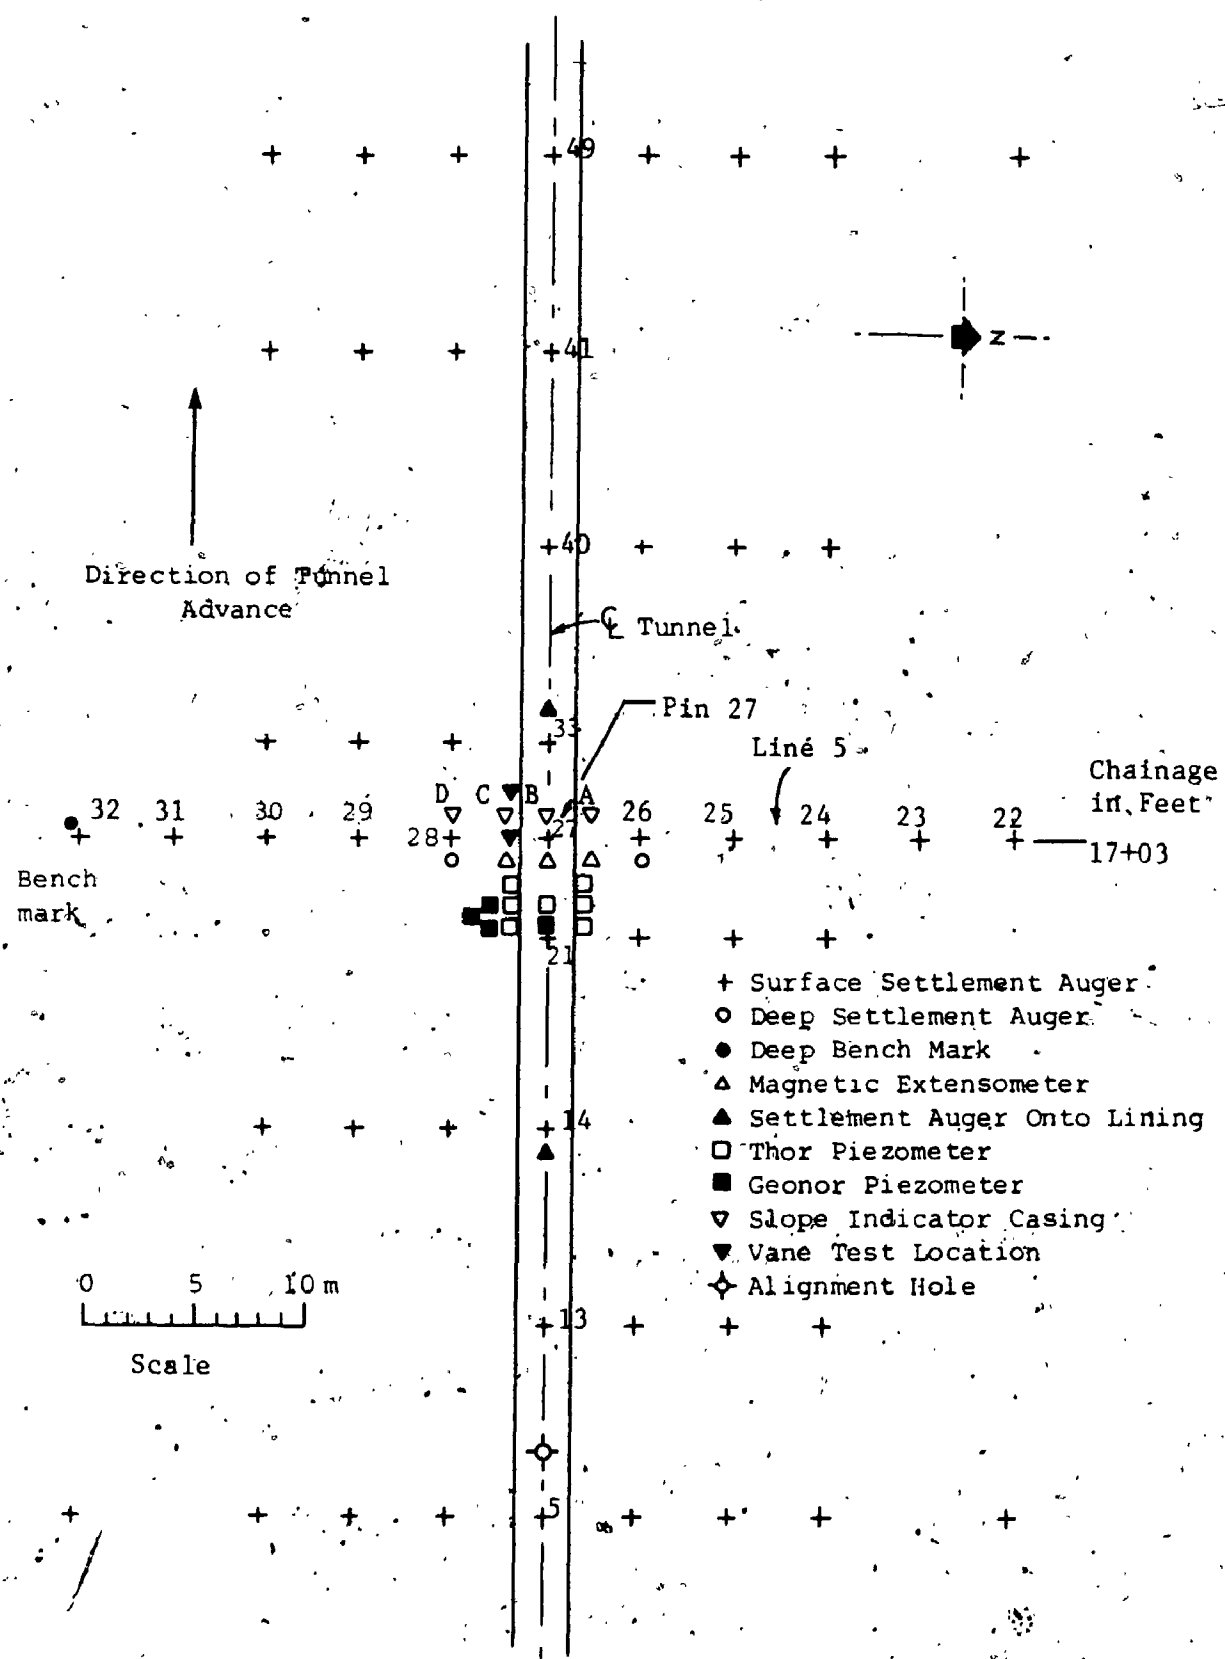 49
N
41
Direction of Tunnel
Advance
40
℄ Tunnel
Pin 27
33
Line 5
Chainage
in Feet
D C B A
32 31 30 29 28 27 26 25 24 23 22
17+03
Bench
mark
21
Surface Settlement Auger
Deep Settlement Auger
Deep Bench Mark
Magnetic Extensometer
Settlement Auger Onto Lining
Thor Piezometer
Geonor Piezometer
Slope Indicator Casing
Vane Test Location
Alignment Hole
14
0 5 10 m
Scale
13
5